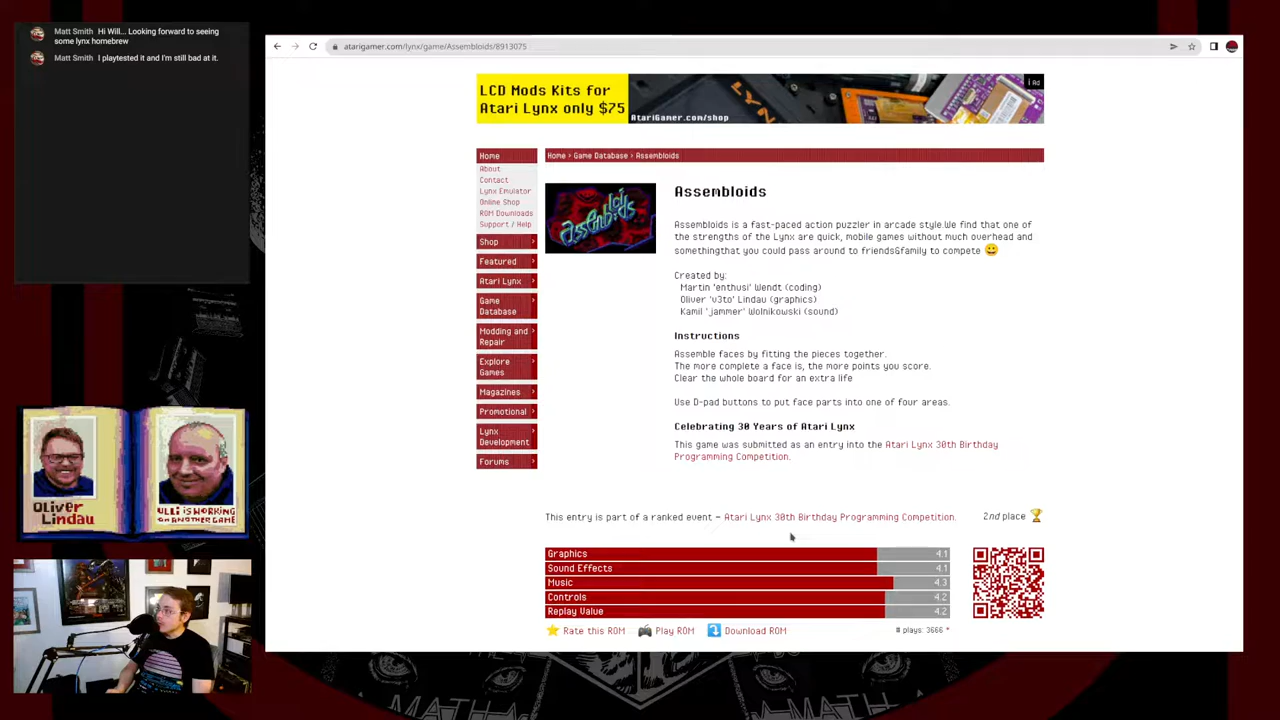 Matt Smith Hi Will... Looking forward to seeing
some lynx homebrew
Matt Smith I playtested it and I'm still bad at it.
OLIVER
LINDAU
ULLI IS WORKING
ON ANOTHER GAME
atarigamer.com/lynx/game/Assembloids/8913075
LCD Mods Kits for
Atari Lynx only $75
AtariGamer.com/shop
i Ad
Home
About
Contact
Lynx Emulator
Online Shop
ROM Downloads
Support / Help
Shop
Featured
Atari Lynx
Game
Database
Modding and
Repair
Explore
Games
Magazines
Promotional
Lynx
Development
Forums
Home > Game Database > Assembloids
assembloids
Assembloids
Assembloids is a fast-paced action puzzler in arcade style.We find that one of
the strengths of the Lynx are quick, mobile games without much overhead and
somethingthat you could pass around to friends&family to compete 😀
Created by:
Martin 'enthusi' Wendt (coding)
Oliver 'v3to' Lindau (graphics)
Kamil 'jammer' Wolnikowski (sound)
Instructions
Assemble faces by fitting the pieces together.
The more complete a face is, the more points you score.
Clear the whole board for an extra life
Use D-pad buttons to put face parts into one of four areas.
Celebrating 30 Years of Atari Lynx
This game was submitted as an entry into the Atari Lynx 30th Birthday
Programming Competition.
This entry is part of a ranked event – Atari Lynx 30th Birthday Programming Competition. 2nd place 🏆
Graphics 4.1
Sound Effects 4.1
Music 4.3
Controls 4.2
Replay Value 4.2
Rate this ROM Play ROM Download ROM # plays: 3666 *